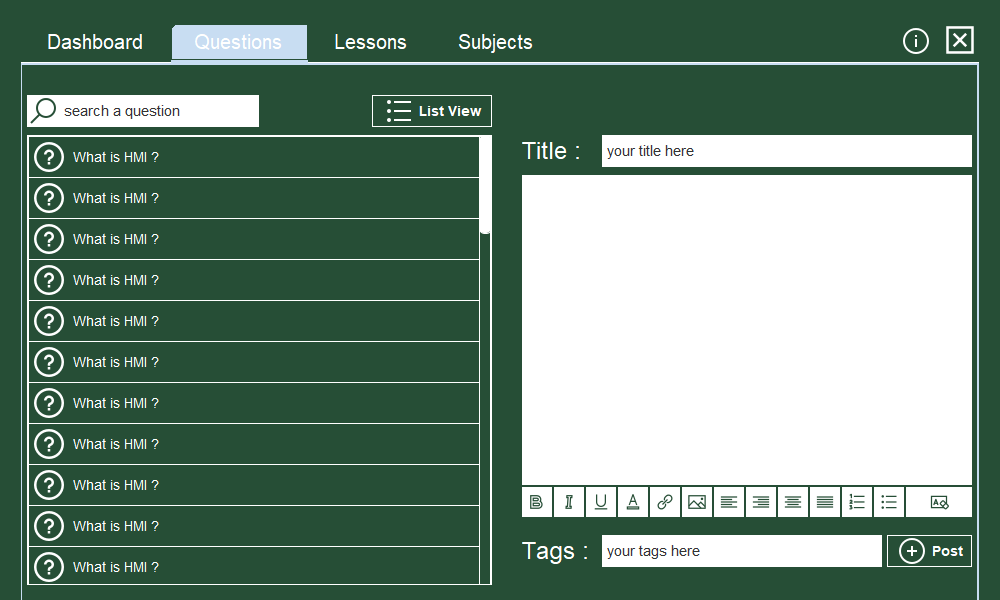 Dashboard Questions Lessons Subjects
search a question
List View
What is HMI ?
What is HMI ?
What is HMI ?
What is HMI ?
What is HMI ?
What is HMI ?
What is HMI ?
What is HMI ?
What is HMI ?
What is HMI ?
What is HMI ?
Title : your title here
B I U A
Tags : your tags here
Post